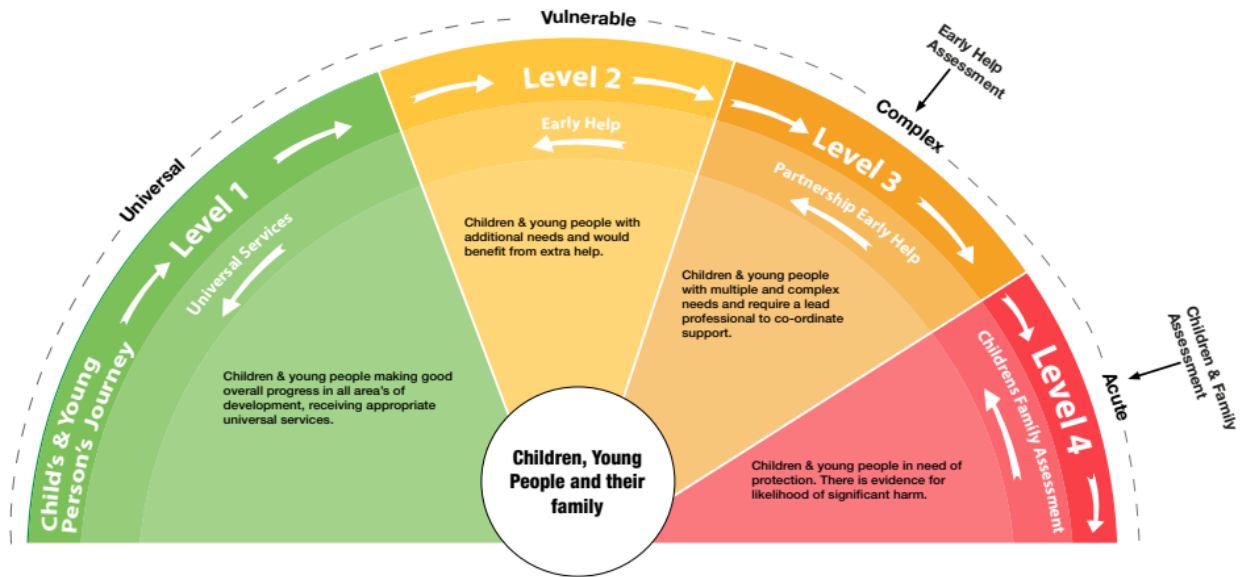 Vulnerable
Universal
Complex
Acute
Early Help
Assessment
Children & Family
Assessment
Child's & Young
Person's Journey
Level 1
Universal Services
Children & young people making good
overall progress in all area's of
development, receiving appropriate
universal services.
Level 2
Early Help
Children & young people with
additional needs and would
benefit from extra help.
Level 3
Partnership Early Help
Children & young people
with multiple and complex
needs and require a lead
professional to co-ordinate
support.
Level 4
Childrens Family Assessment
Children & young people in need of
protection. There is evidence for
likelihood of significant harm.
Children, Young
People and their
family